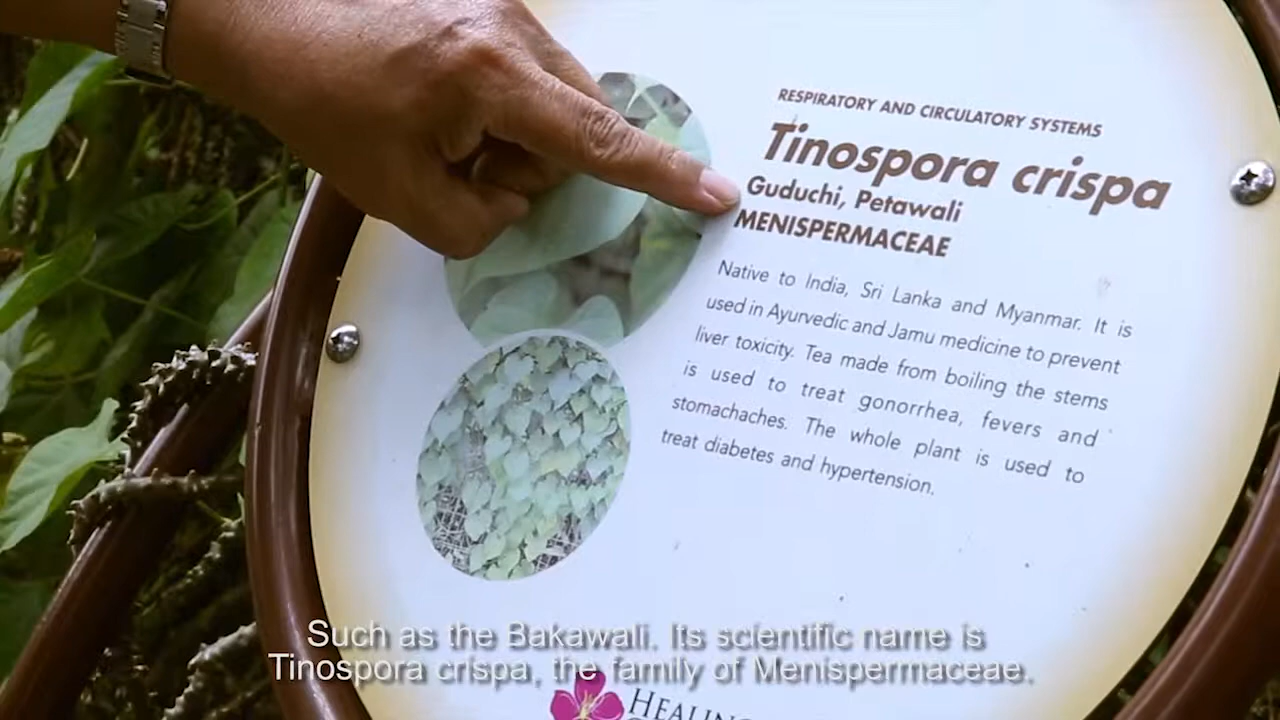 RESPIRATORY AND CIRCULATORY SYSTEMS
Tinospora crispa
Guduchi, Petawali
MENISPERMACEAE
Native to India, Sri Lanka and Myanmar. It is
used in Ayurvedic and Jamu medicine to prevent
liver toxicity. Tea made from boiling the stems
is used to treat gonorrhea, fevers and
stomachaches. The whole plant is used to
treat diabetes and hypertension.
Such as the Bakawali. Its scientific name is
Tinospora crispa, the family of Menispermaceae.
HEALING